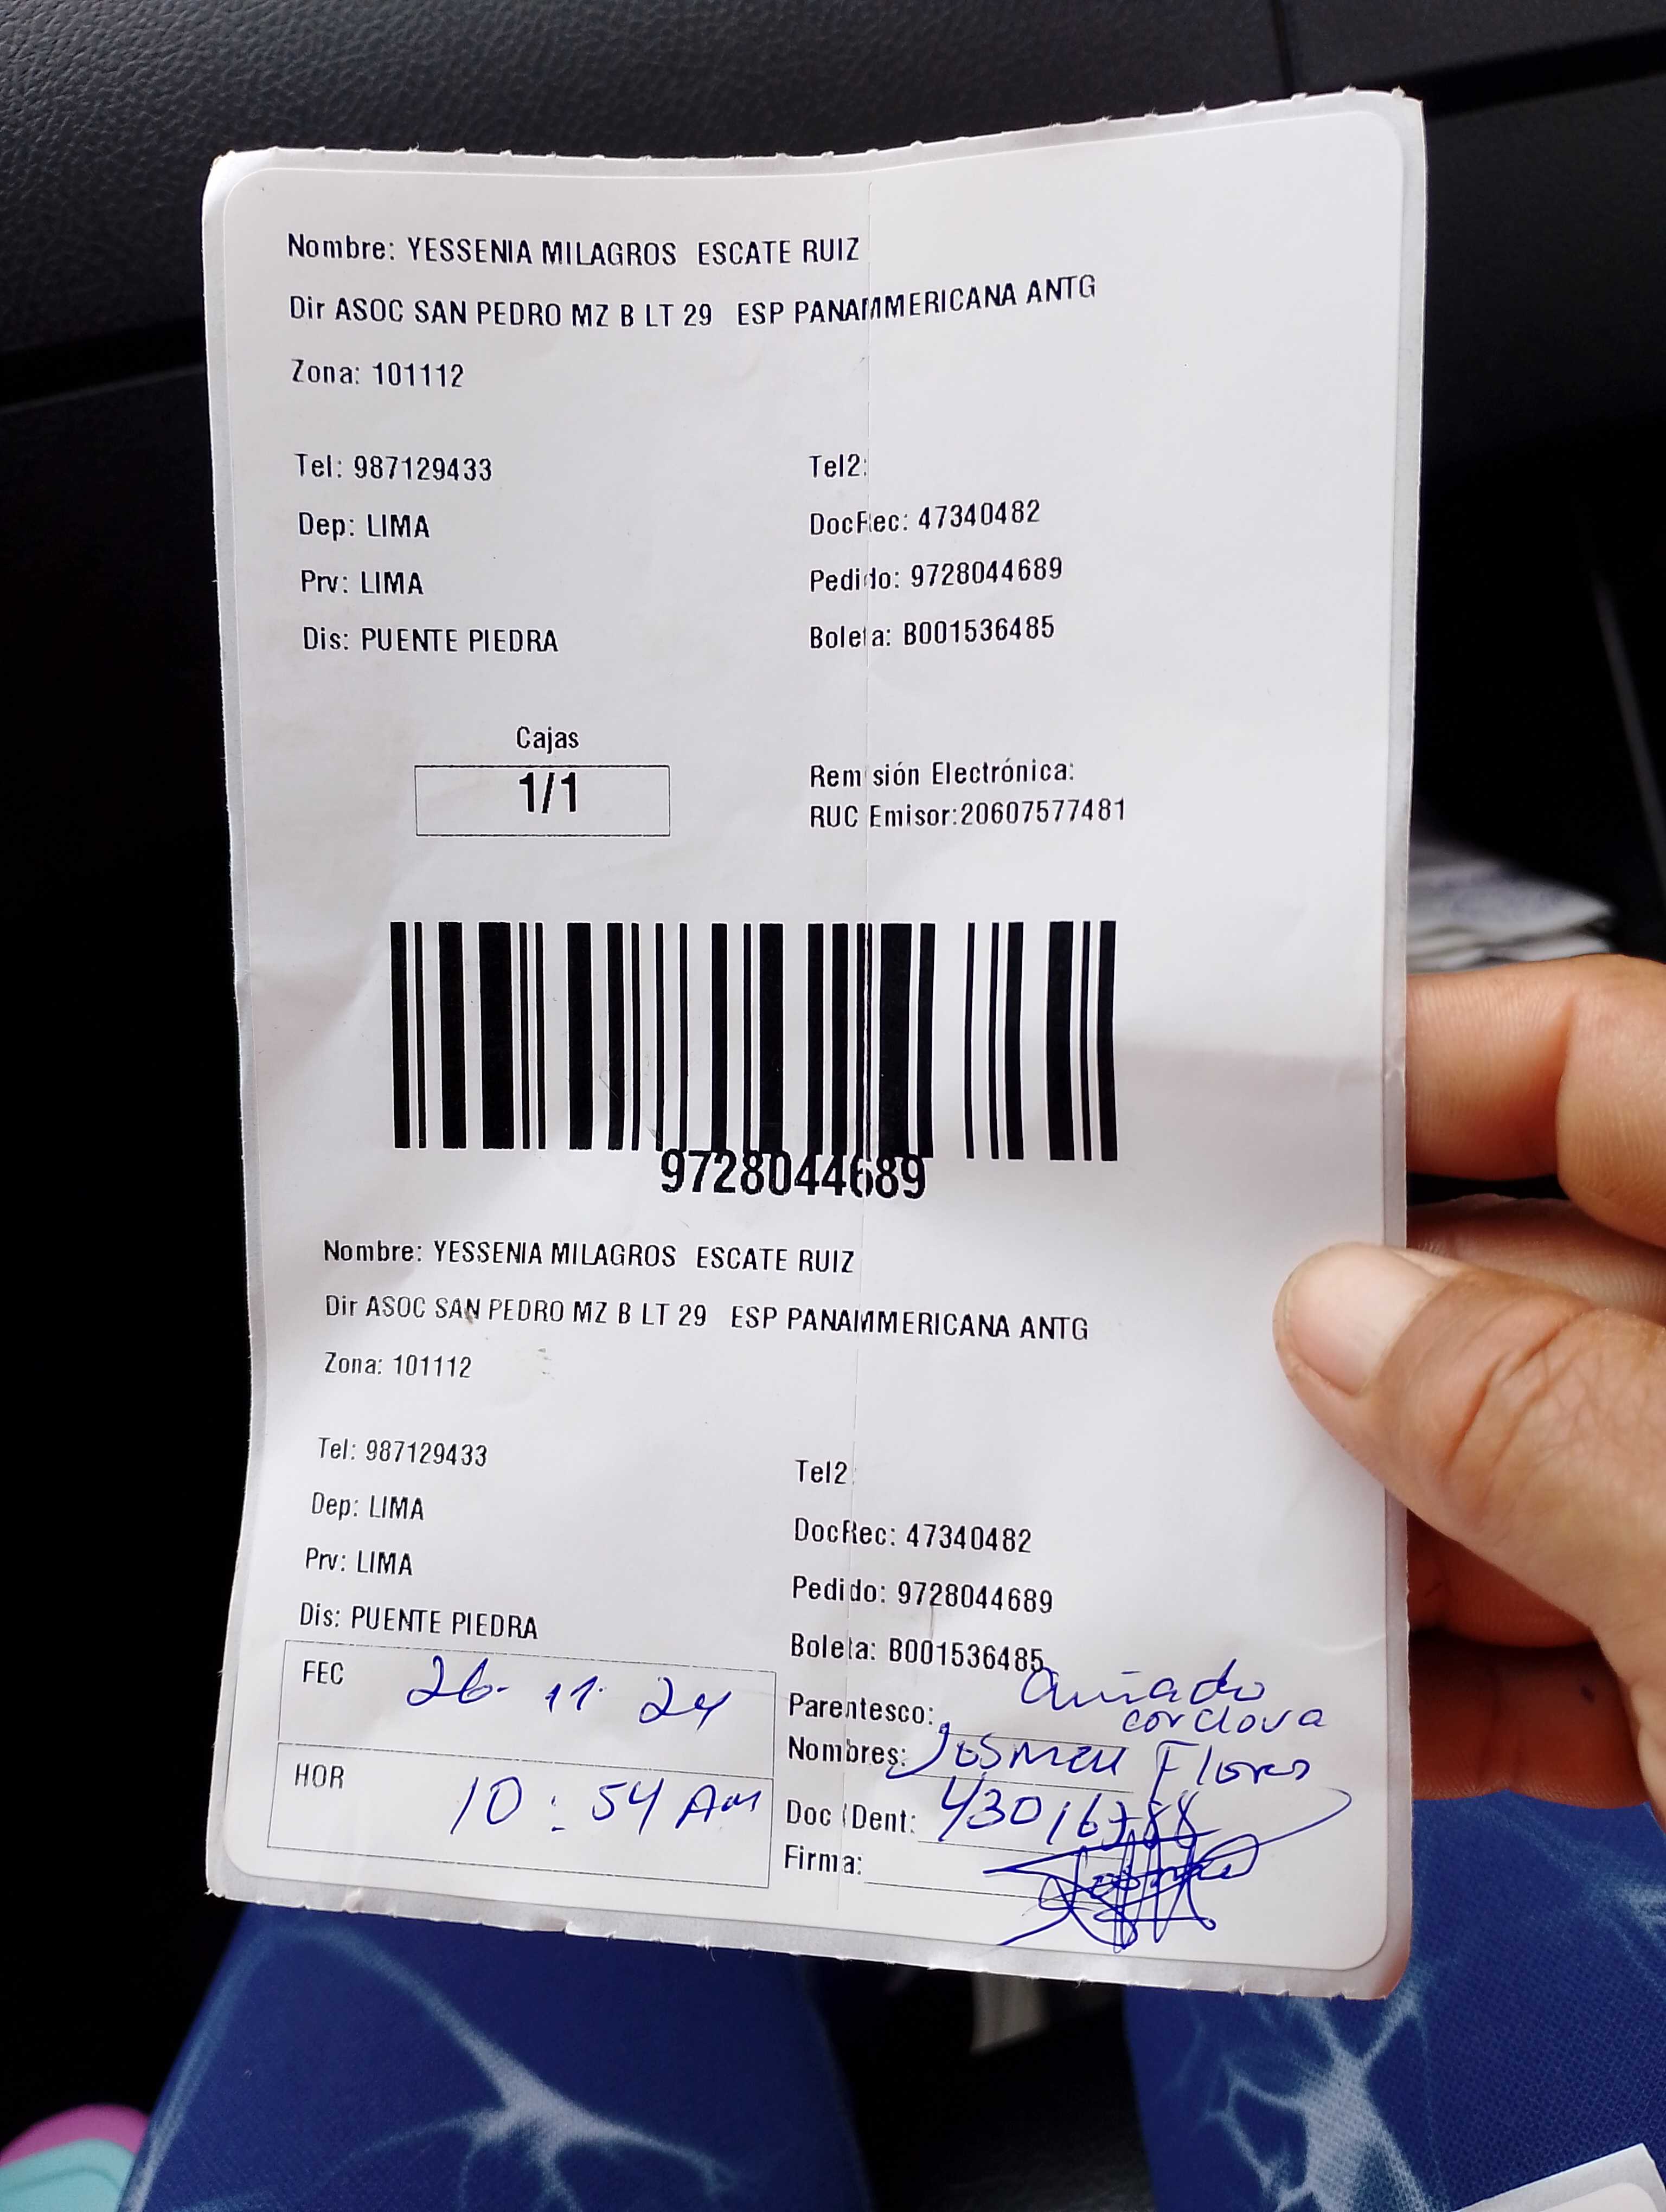 Nombre: YESSENIA MILAGROS ESCATE RUIZ
Dir ASOC SAN PEDRO MZ B LT 29 ESP PANAMMERICANA ANTG
Zona: 101112
Tel: 987129433 Tel2:
Dep: LIMA DocRec: 47340482
Prv: LIMA Pedido: 9728044689
Dis: PUENTE PIEDRA Boleta: B001536485
Cajas
1/1
Remisión Electrónica:
RUC Emisor:20607577481
9728044689
Nombre: YESSENIA MILAGROS ESCATE RUIZ
Dir ASOC SAN PEDRO MZ B LT 29 ESP PANAMMERICANA ANTG
Zona: 101112
Tel: 987129433 Tel2:
Dep: LIMA DocRec: 47340482
Prv: LIMA Pedido: 9728044689
Dis: PUENTE PIEDRA Boleta: B001536485
FEC 26-11-24
Parentesco: cordova
Nombres: Flores
HOR 10:54 Am
Doc IDent:
Firma: